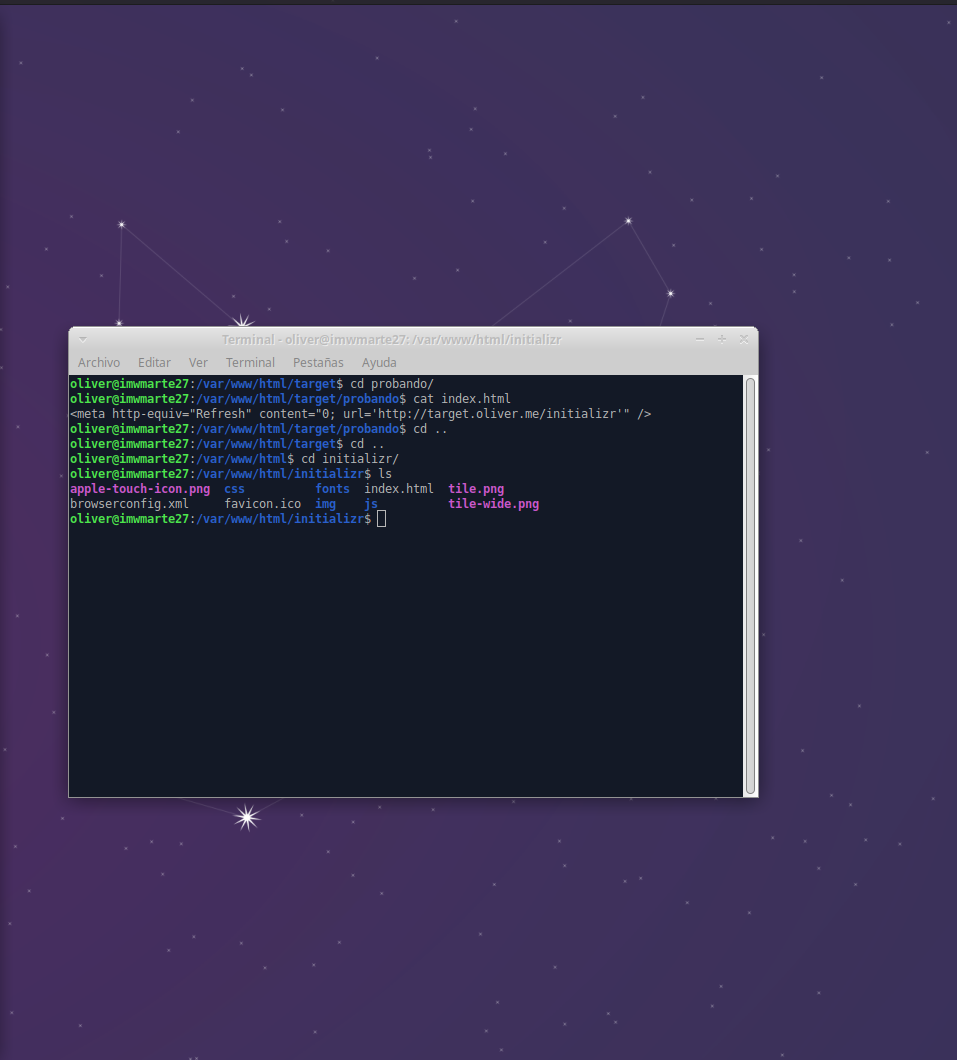 Terminal - oliver@imwmarte27: /var/www/html/initializr
Archivo Editar Ver Terminal Pestañas Ayuda
oliver@imwmarte27:/var/www/html/target$ cd probando/
oliver@imwmarte27:/var/www/html/target/probando$ cat index.html
<meta http-equiv="Refresh" content="0; url='http://target.oliver.me/initializr'" />
oliver@imwmarte27:/var/www/html/target/probando$ cd ..
oliver@imwmarte27:/var/www/html/target$ cd ..
oliver@imwmarte27:/var/www/html$ cd initializr/
oliver@imwmarte27:/var/www/html/initializr$ ls
apple-touch-icon.png  css          fonts  index.html  tile.png
browserconfig.xml     favicon.ico  img    js          tile-wide.png
oliver@imwmarte27:/var/www/html/initializr$